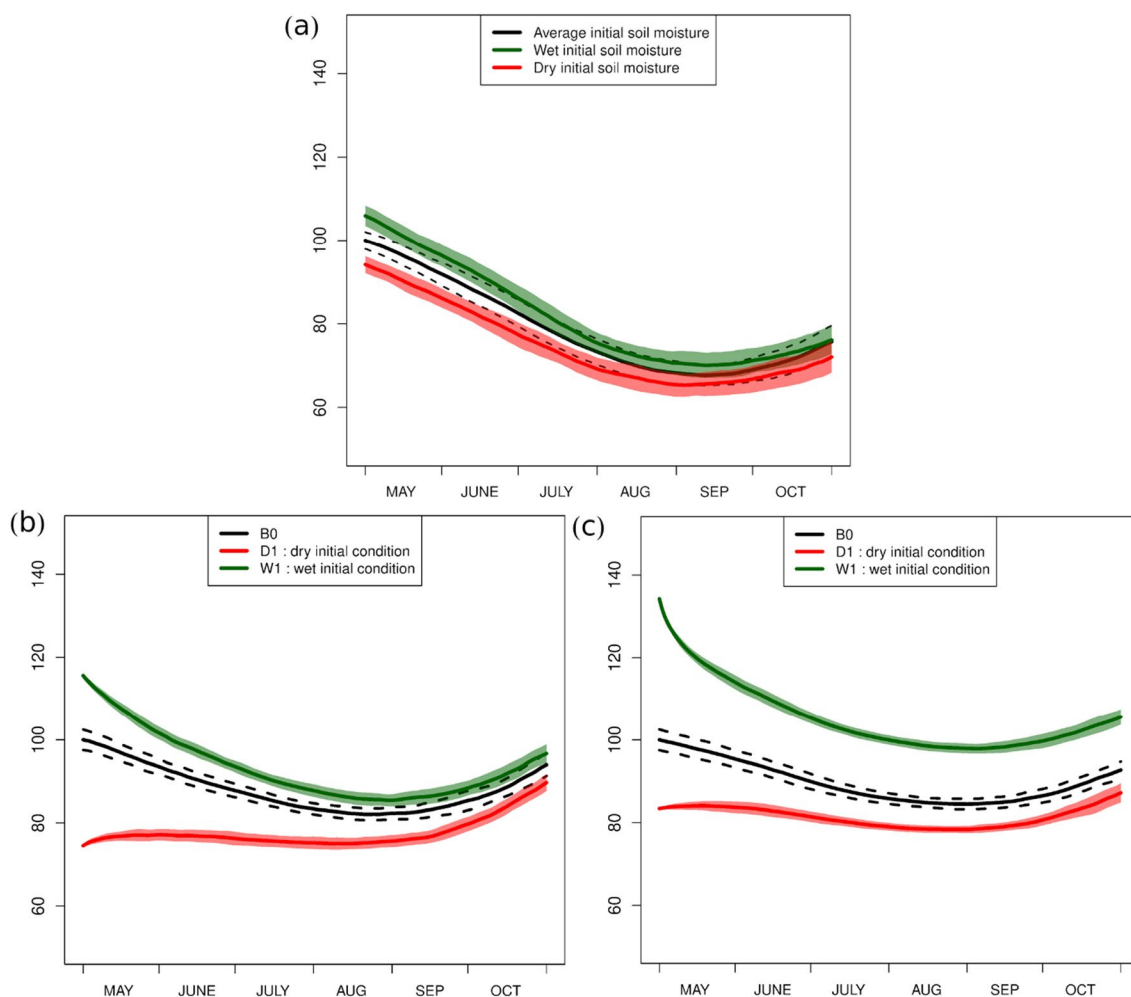 (a)
Average initial soil moisture
Wet initial soil moisture
Dry initial soil moisture
140
120
100
80
60
MAY JUNE JULY AUG SEP OCT
(b)
B0
D1 : dry initial condition
W1 : wet initial condition
140
120
100
80
60
MAY JUNE JULY AUG SEP OCT
(c)
B0
D1 : dry initial condition
W1 : wet initial condition
140
120
100
80
60
MAY JUNE JULY AUG SEP OCT